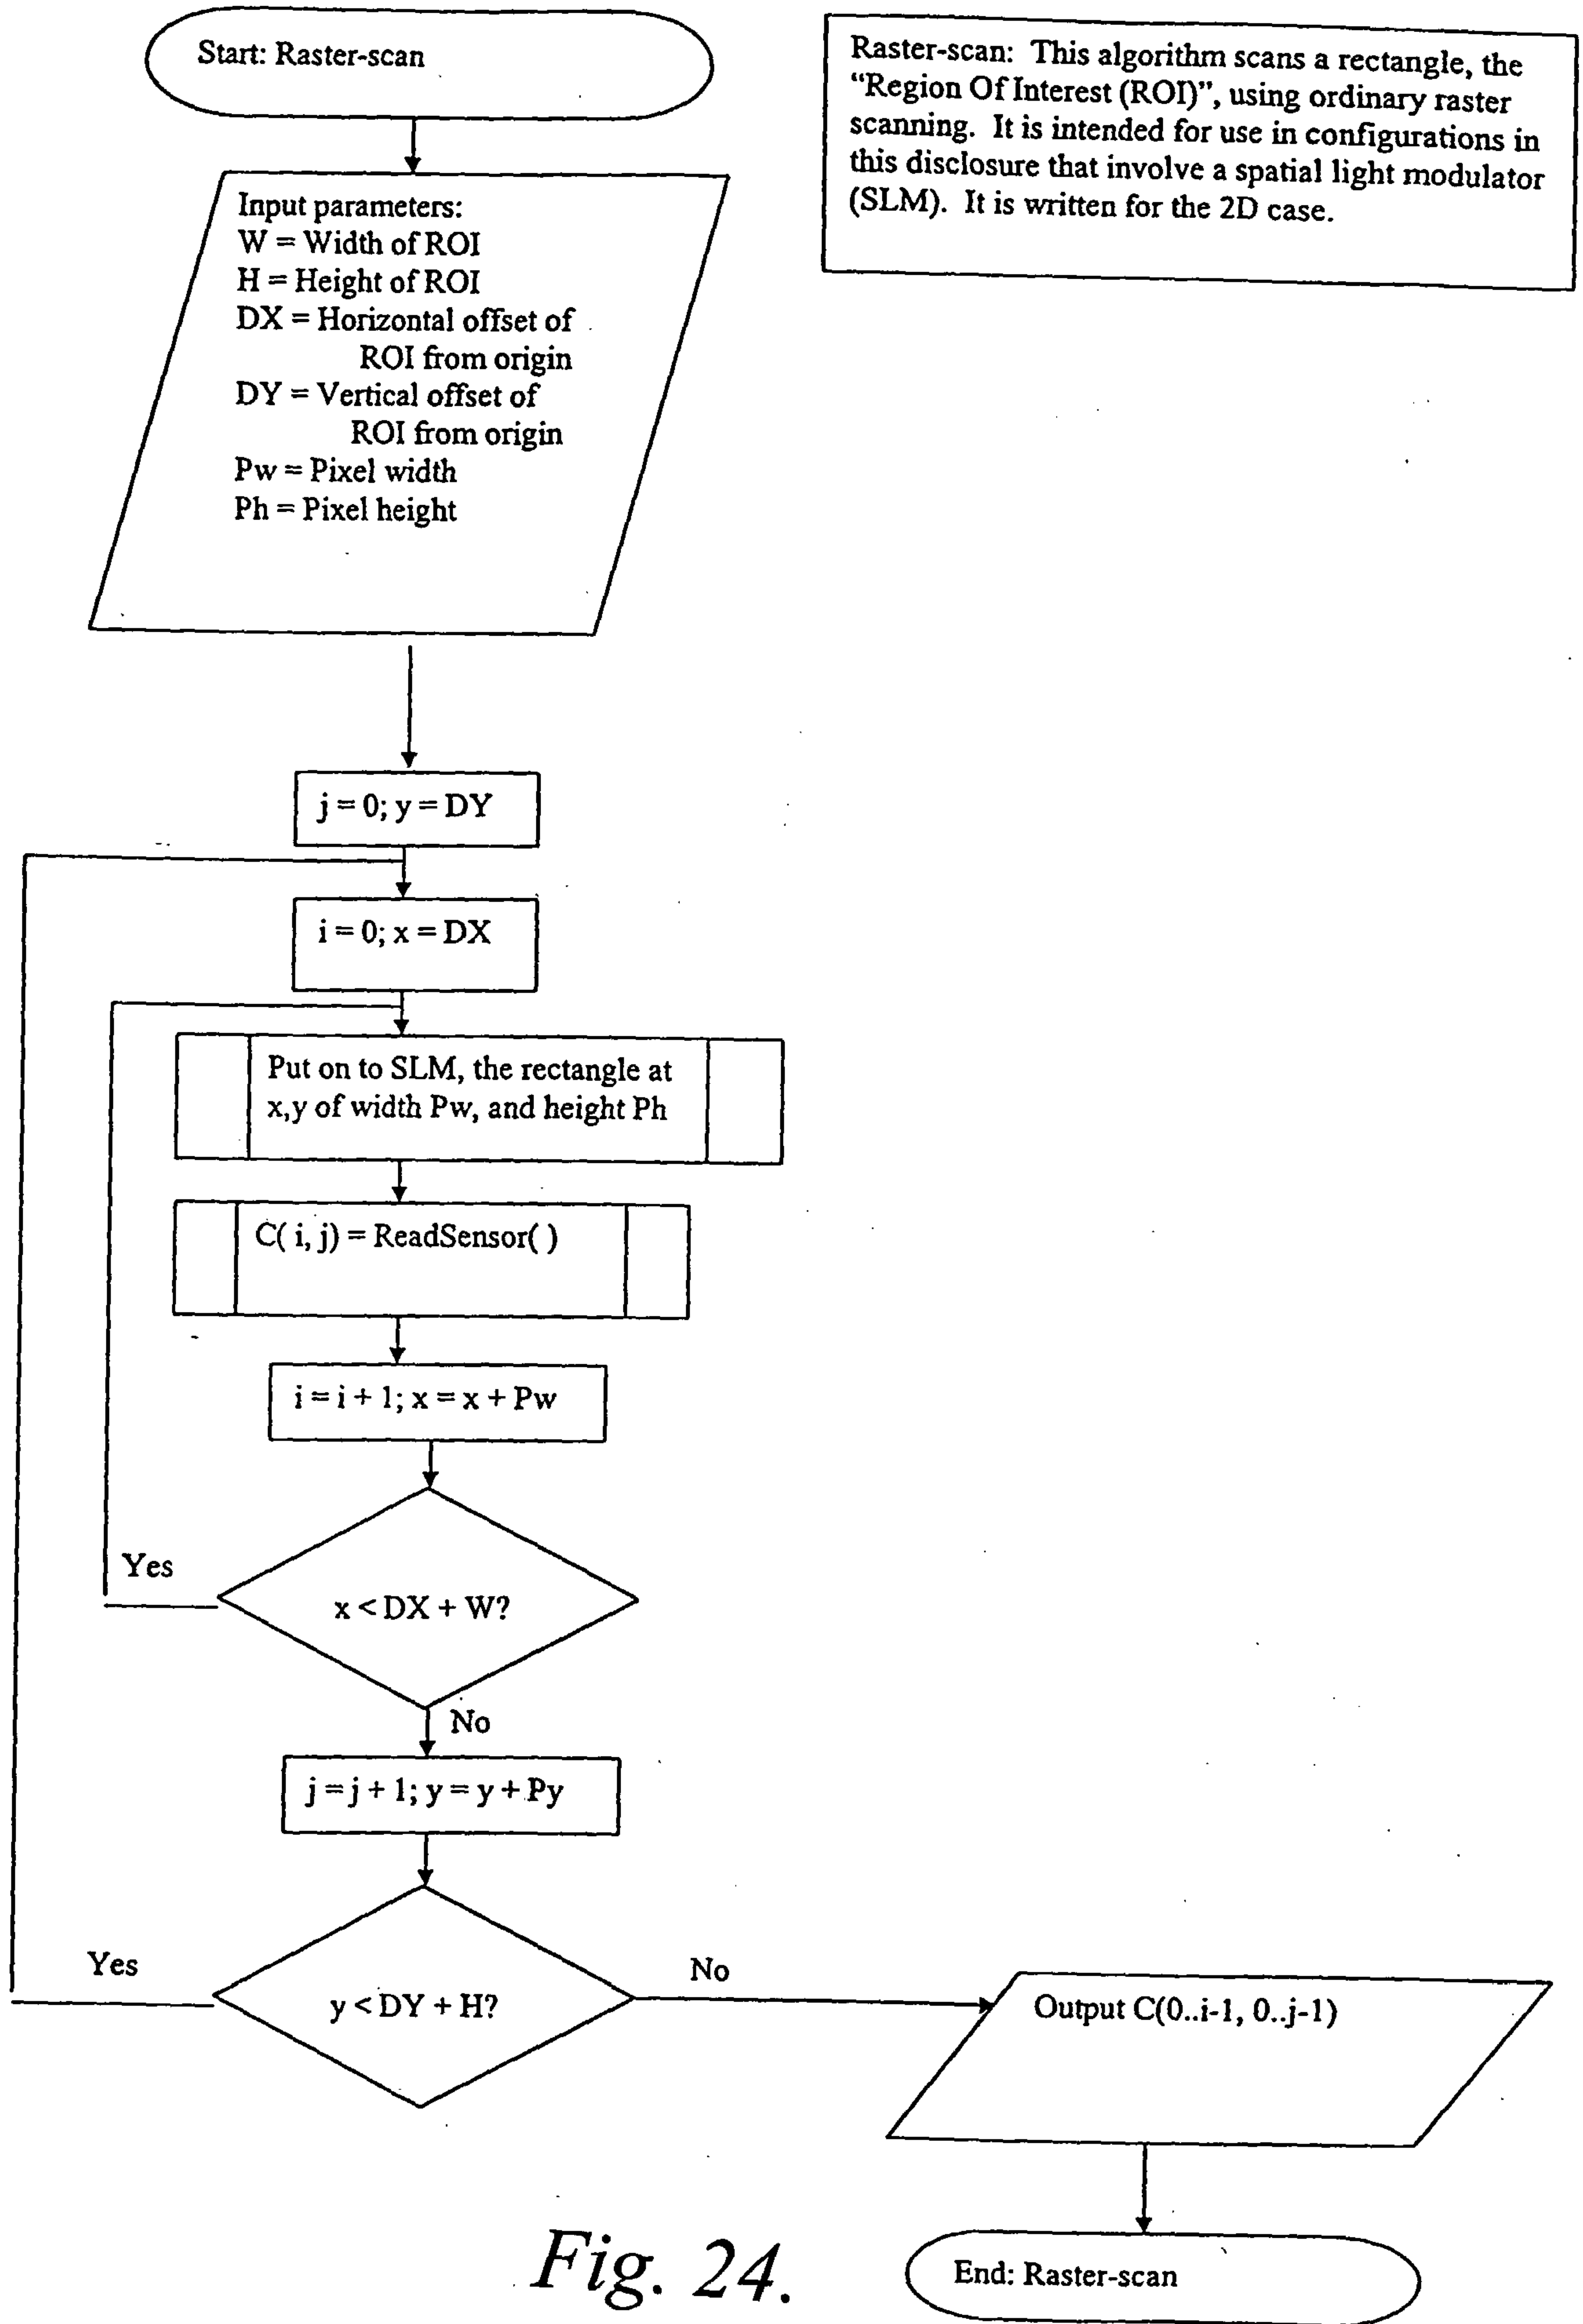 Start: Raster-scan
Raster-scan: This algorithm scans a rectangle, the
“Region Of Interest (ROI)”, using ordinary raster
scanning. It is intended for use in configurations in
this disclosure that involve a spatial light modulator
(SLM). It is written for the 2D case.
Input parameters:
W = Width of ROI
H = Height of ROI
DX = Horizontal offset of
ROI from origin
DY = Vertical offset of
ROI from origin
Pw = Pixel width
Ph = Pixel height
j = 0; y = DY
i = 0; x = DX
Put on to SLM, the rectangle at
x,y of width Pw, and height Ph
C( i, j) = ReadSensor( )
i = i + 1; x = x + Pw
Yes
x < DX + W?
No
j = j + 1; y = y + Py
Yes
y < DY + H?
No
Output C(0..i-1, 0..j-1)
End: Raster-scan
Fig. 24.